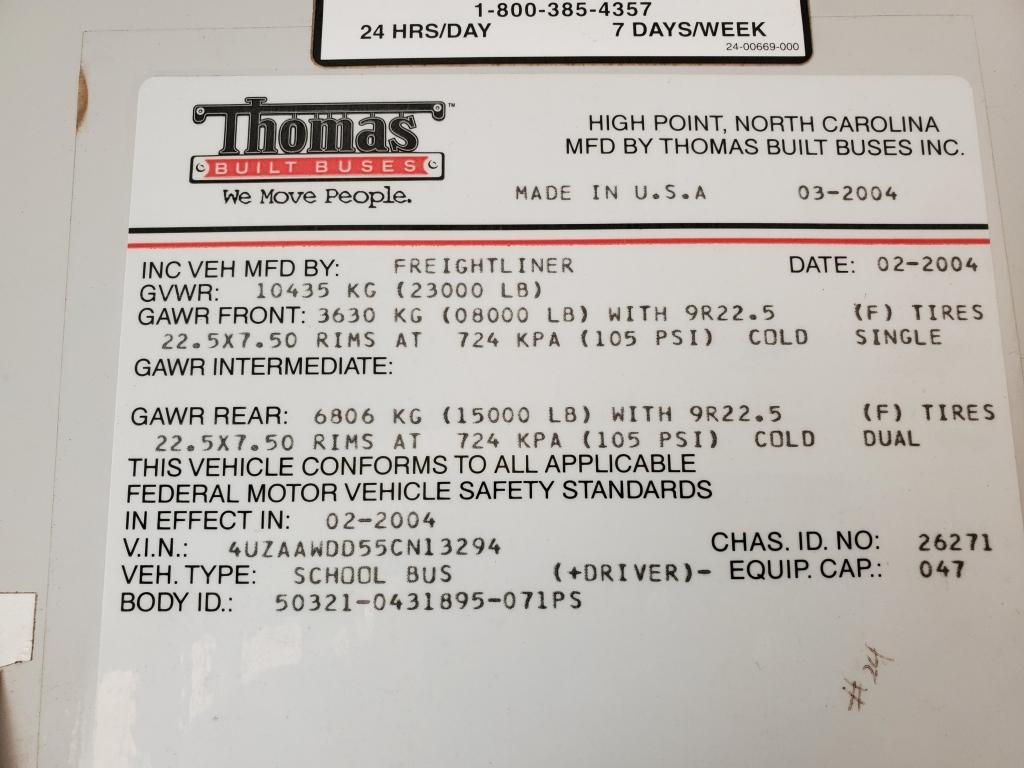 1-800-385-4357
24 HRS/DAY 7 DAYS/WEEK
24-00669-000
Thomas ™
BUILT BUSES
We Move People.
HIGH POINT, NORTH CAROLINA
MFD BY THOMAS BUILT BUSES INC.
MADE IN U.S.A 03-2004
INC VEH MFD BY: FREIGHTLINER DATE: 02-2004
GVWR: 10435 KG (23000 LB)
GAWR FRONT: 3630 KG (08000 LB) WITH 9R22.5 (F) TIRES
22.5X7.50 RIMS AT 724 KPA (105 PSI) COLD SINGLE
GAWR INTERMEDIATE:
GAWR REAR: 6806 KG (15000 LB) WITH 9R22.5 (F) TIRES
22.5X7.50 RIMS AT 724 KPA (105 PSI) COLD DUAL
THIS VEHICLE CONFORMS TO ALL APPLICABLE
FEDERAL MOTOR VEHICLE SAFETY STANDARDS
IN EFFECT IN: 02-2004
V.I.N.: 4UZAAWDD55CN13294 CHAS. ID. NO: 26271
VEH. TYPE: SCHOOL BUS (+DRIVER)- EQUIP. CAP.: 047
BODY ID.: 50321-0431895-071PS
# 24